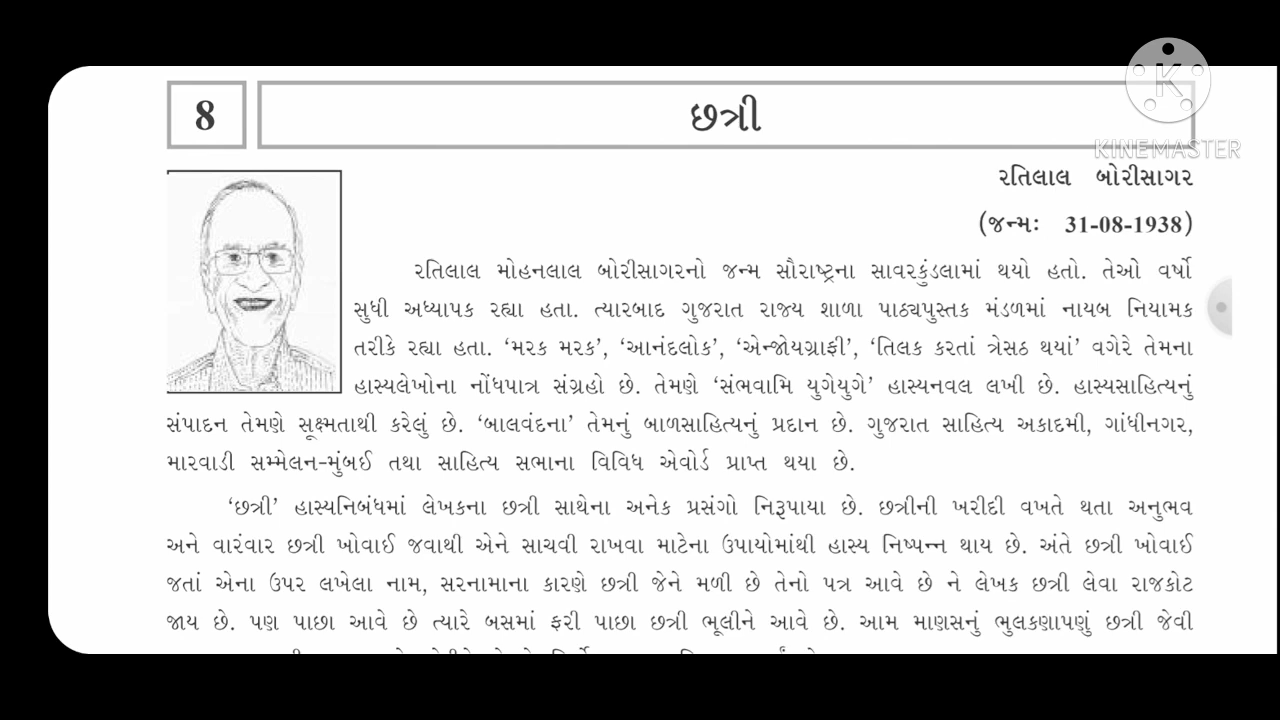 8
છત્રી
KINEMASTER
રતિલાલ બોરીસાગર
(જન્મઃ 31-08-1938)
રતિલાલ મોહનલાલ બોરીસાગરનો જન્મ સૌરાષ્ટ્રના સાવરકુંડલામાં થયો હતો. તેઓ વર્ષો
સુધી અધ્યાપક રહ્યા હતા. ત્યારબાદ ગુજરાત રાજ્ય શાળા પાઠ્યપુસ્તક મંડળમાં નાયબ નિયામક
તરીકે રહ્યા હતા. ‘મરક મરક’, ‘આનંદલોક’, ‘એન્જોયગ્રાફી’, ‘તિલક કરતાં ત્રેસઠ થયાં’ વગેરે તેમના
હાસ્યલેખોના નોંધપાત્ર સંગ્રહો છે. તેમણે ‘સંભવામિ યુગેયુગે’ હાસ્યનવલ લખી છે. હાસ્યસાહિત્યનું
સંપાદન તેમણે સૂક્ષ્મતાથી કરેલું છે. ‘બાલવંદના’ તેમનું બાળસાહિત્યનું પ્રદાન છે. ગુજરાત સાહિત્ય અકાદમી, ગાંધીનગર,
મારવાડી સમ્મેલન-મુંબઈ તથા સાહિત્ય સભાના વિવિધ એવોર્ડ પ્રાપ્ત થયા છે.
‘છત્રી’ હાસ્યનિબંધમાં લેખકના છત્રી સાથેના અનેક પ્રસંગો નિરૂપાયા છે. છત્રીની ખરીદી વખતે થતા અનુભવ
અને વારંવાર છત્રી ખોવાઈ જવાથી એને સાચવી રાખવા માટેના ઉપાયોમાંથી હાસ્ય નિષ્પન્ન થાય છે. અંતે છત્રી ખોવાઈ
જતાં એના ઉપર લખેલા નામ, સરનામાના કારણે છત્રી જેને મળી છે તેનો પત્ર આવે છે ને લેખક છત્રી લેવા રાજકોટ
જાય છે. પણ પાછા આવે છે ત્યારે બસમાં ફરી પાછા છત્રી ભૂલીને આવે છે. આમ માણસનું ભુલકણાપણું છત્રી જેવી